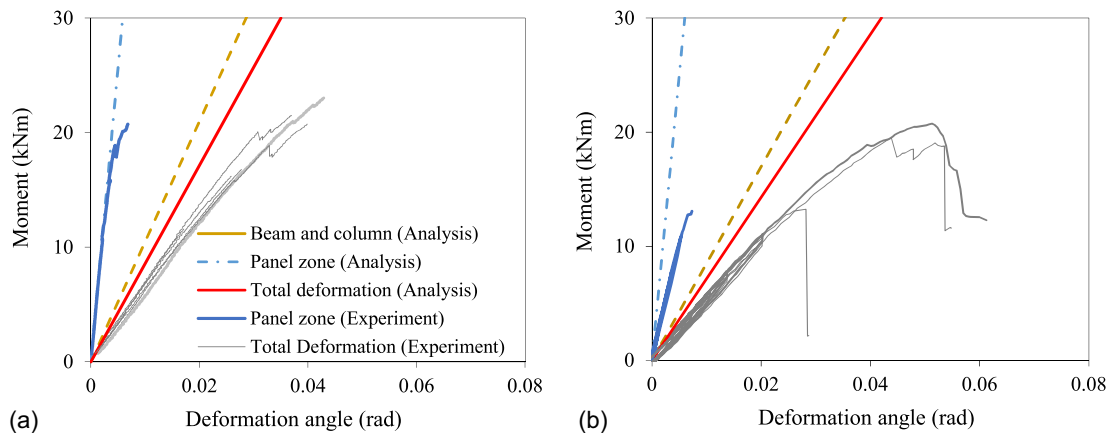 30
20
10
0
Moment (kNm)
Beam and column (Analysis)
Panel zone (Analysis)
Total deformation (Analysis)
Panel zone (Experiment)
Total Deformation (Experiment)
0 0.02 0.04 0.06 0.08
(a) Deformation angle (rad)
30
20
10
0
Moment (kNm)
0 0.02 0.04 0.06 0.08
(b) Deformation angle (rad)